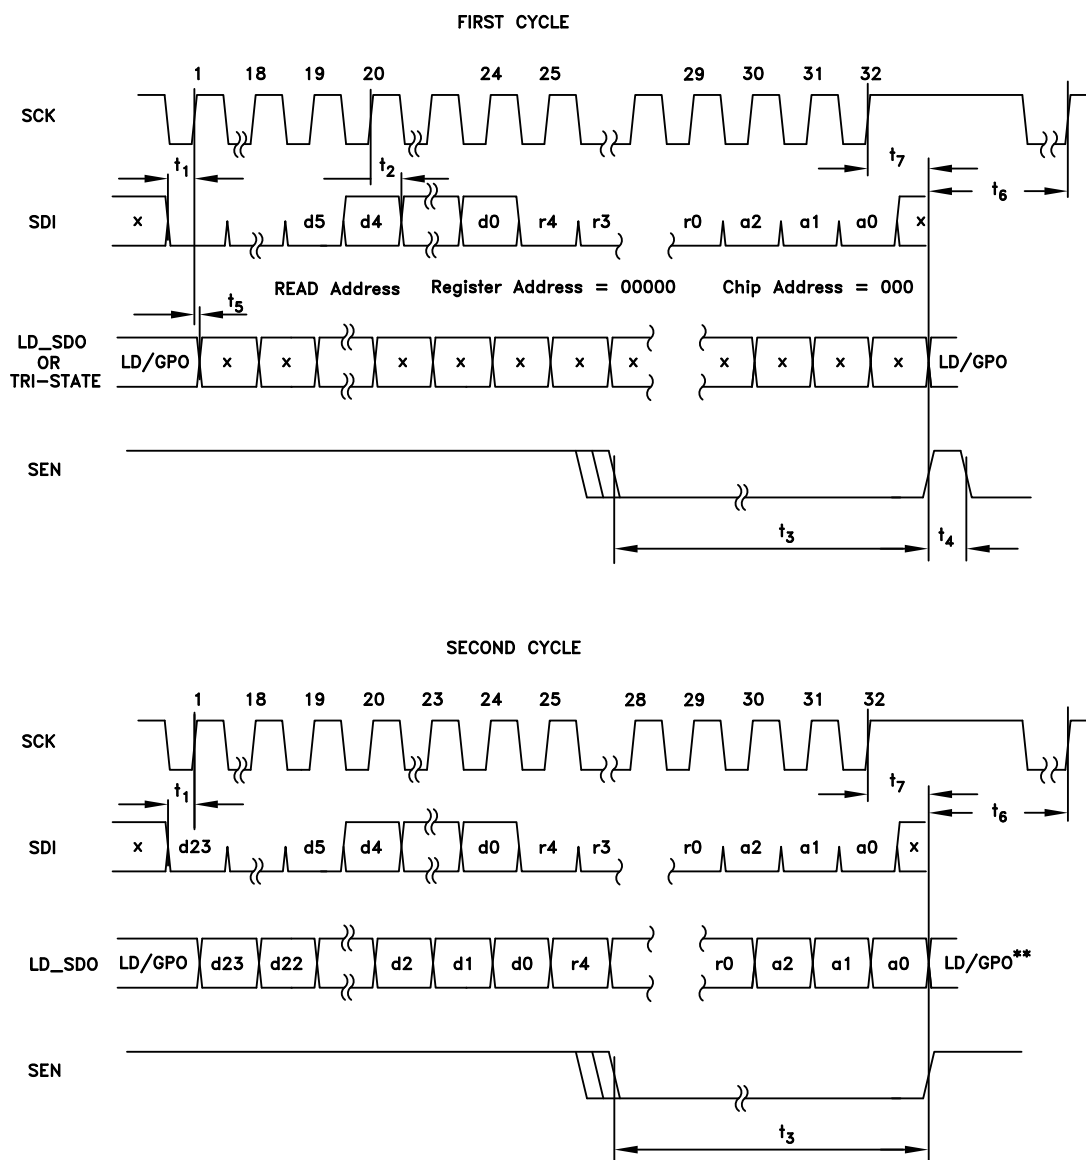 FIRST CYCLE
1 18 19 20 24 25 29 30 31 32
SCK
t1 t2 t7
t6
SDI x d5 d4 d0 r4 r3 r0 a2 a1 a0 x
READ Address Register Address = 00000 Chip Address = 000
t5
LD_SDO
OR
TRI-STATE
LD/GPO x x x x x x x x x x x LD/GPO
SEN
t3 t4
SECOND CYCLE
1 18 19 20 23 24 25 28 29 30 31 32
SCK
t1 t7
t6
SDI x d23 d5 d4 d0 r4 r3 r0 a2 a1 a0 x
LD_SDO LD/GPO d23 d22 d2 d1 d0 r4 r0 a2 a1 a0 LD/GPO**
SEN
t3